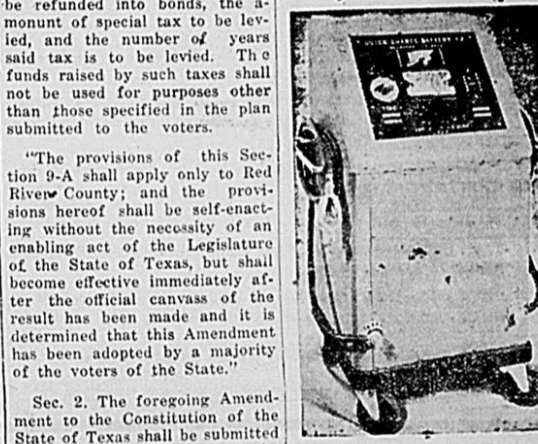 be refunded into bonds, the a-
monunt of special tax to be lev-
ied, and the number of years
said tax is to be levied. The
funds raised by such taxes shall
not be used for purposes other
than those specified in the plan
submitted to the voters.
"The provisions of this Sec-
tion 9-A shall apply only to Red
River County; and the provi-
sions hereof shall be self-enact-
ing without the necessity of an
enabling act of the Legislature
of the State of Texas, but shall
become effective immediately af-
ter the official canvass of the
result has been made and it is
determined that this Amendment
has been adopted by a majority
of the voters of the State."
Sec. 2. The foregoing Amend-
ment to the Constitution of the
State of Texas shall be submitted